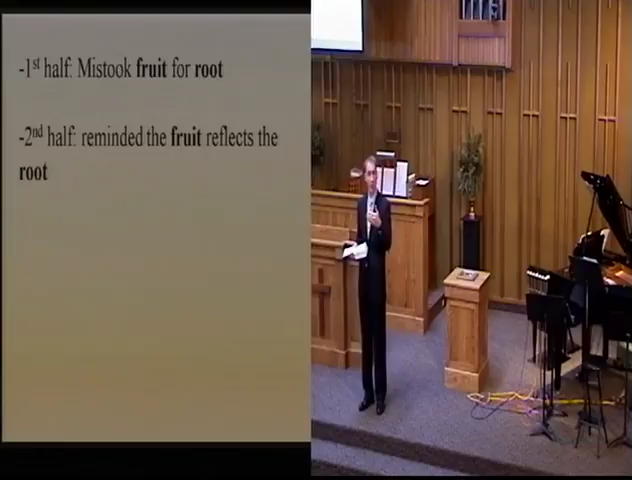 -1st half: Mistook fruit for root
-2nd half: reminded the fruit reflects the
root